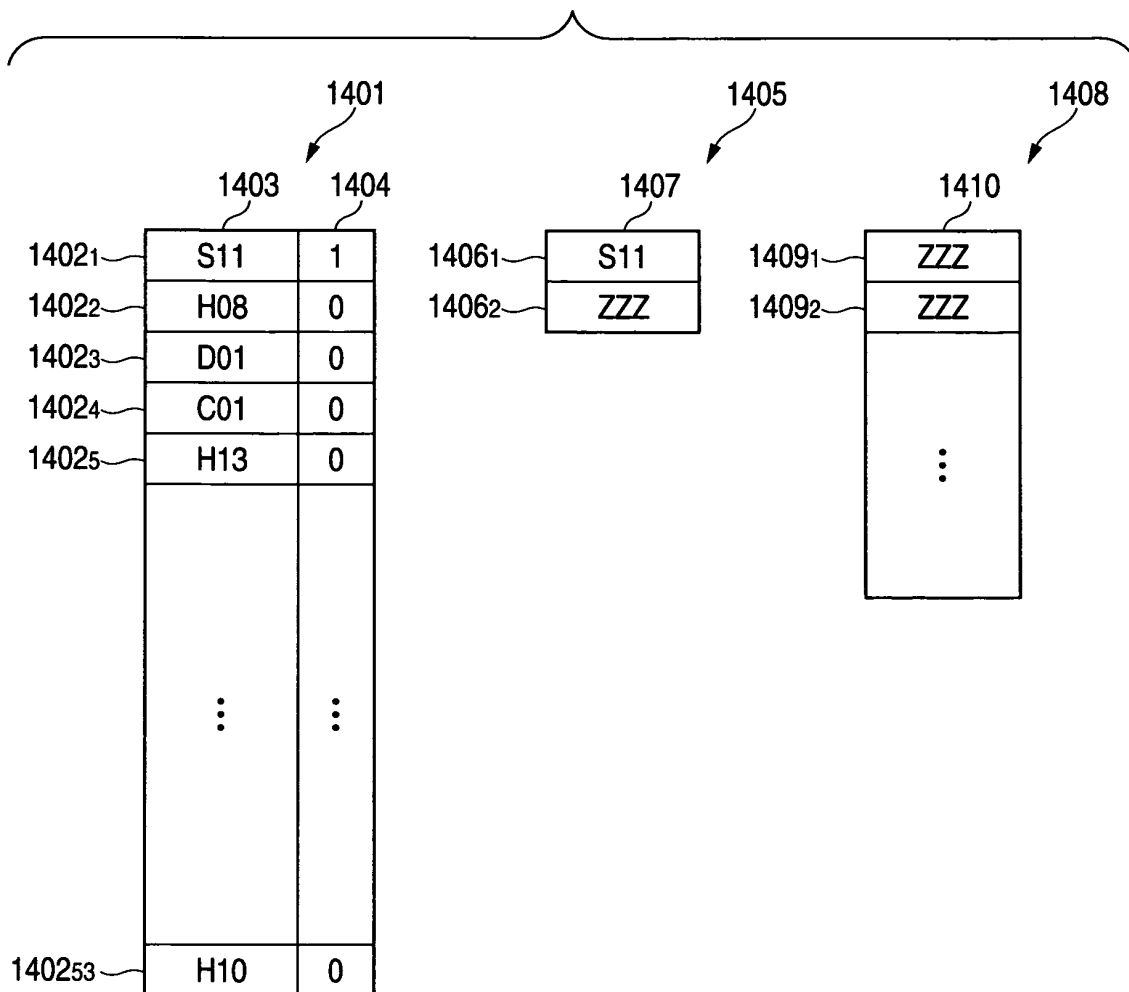 1401 1405 1408
1403 1404 1407 1410
1402₁ S11 1 1406₁ S11 1409₁ ZZZ
1402₂ H08 0 1406₂ ZZZ 1409₂ ZZZ
1402₃ D01 0
1402₄ C01 0
1402₅ H13 0
⋮
⋮ ⋮
1402₅₃ H10 0